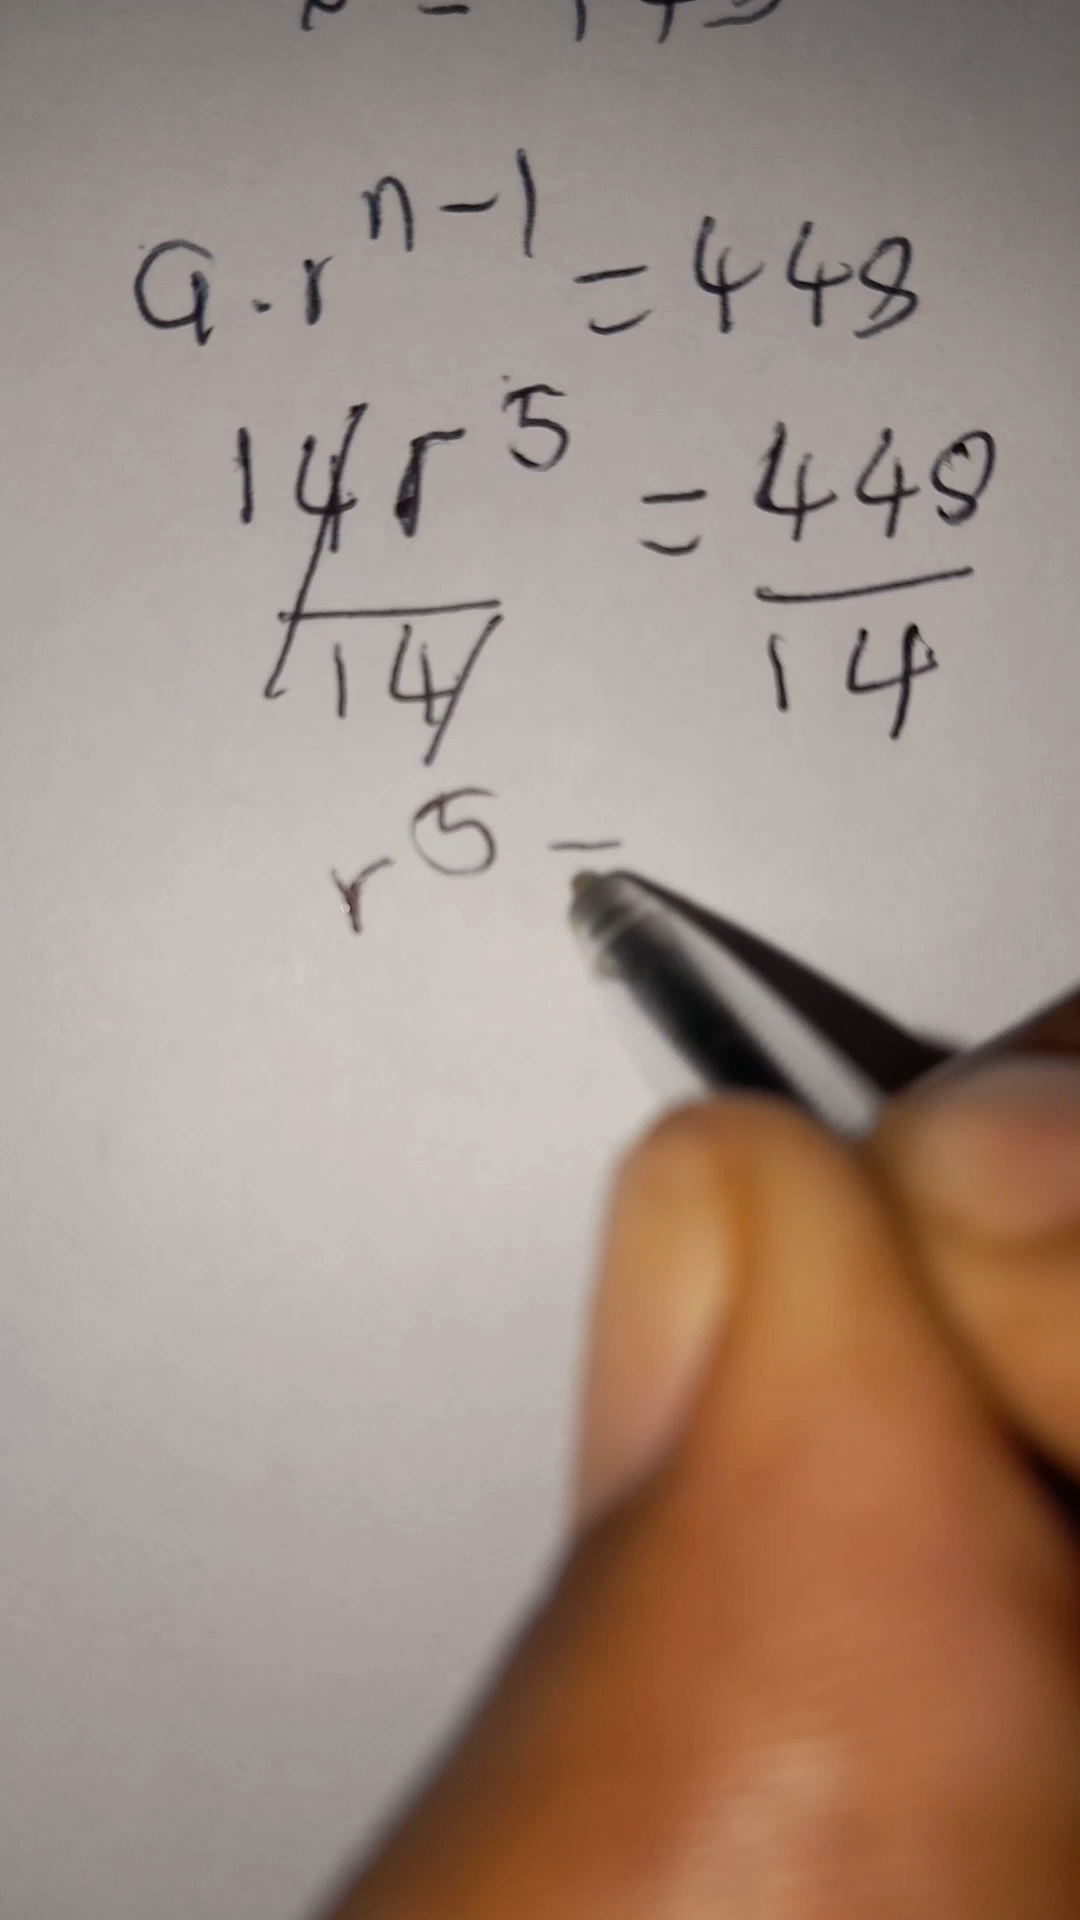 a.r^n-1 = 448
14r^5 = 448
14 14
r^5 -